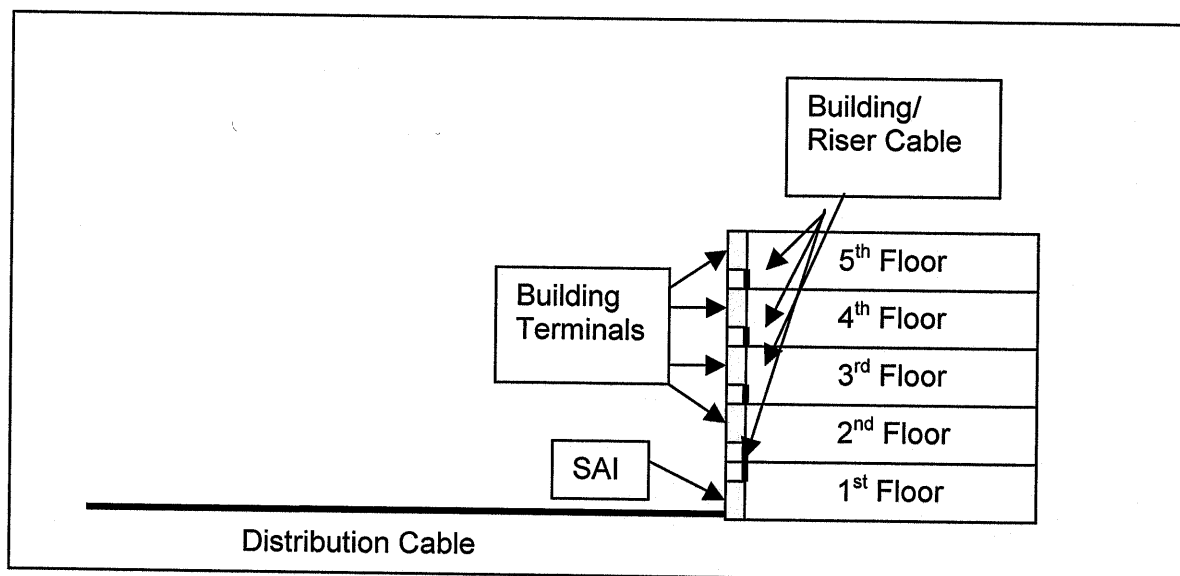 Building/
Riser Cable
5th Floor
Building
Terminals
4th Floor
3rd Floor
2nd Floor
SAI
1st Floor
Distribution Cable